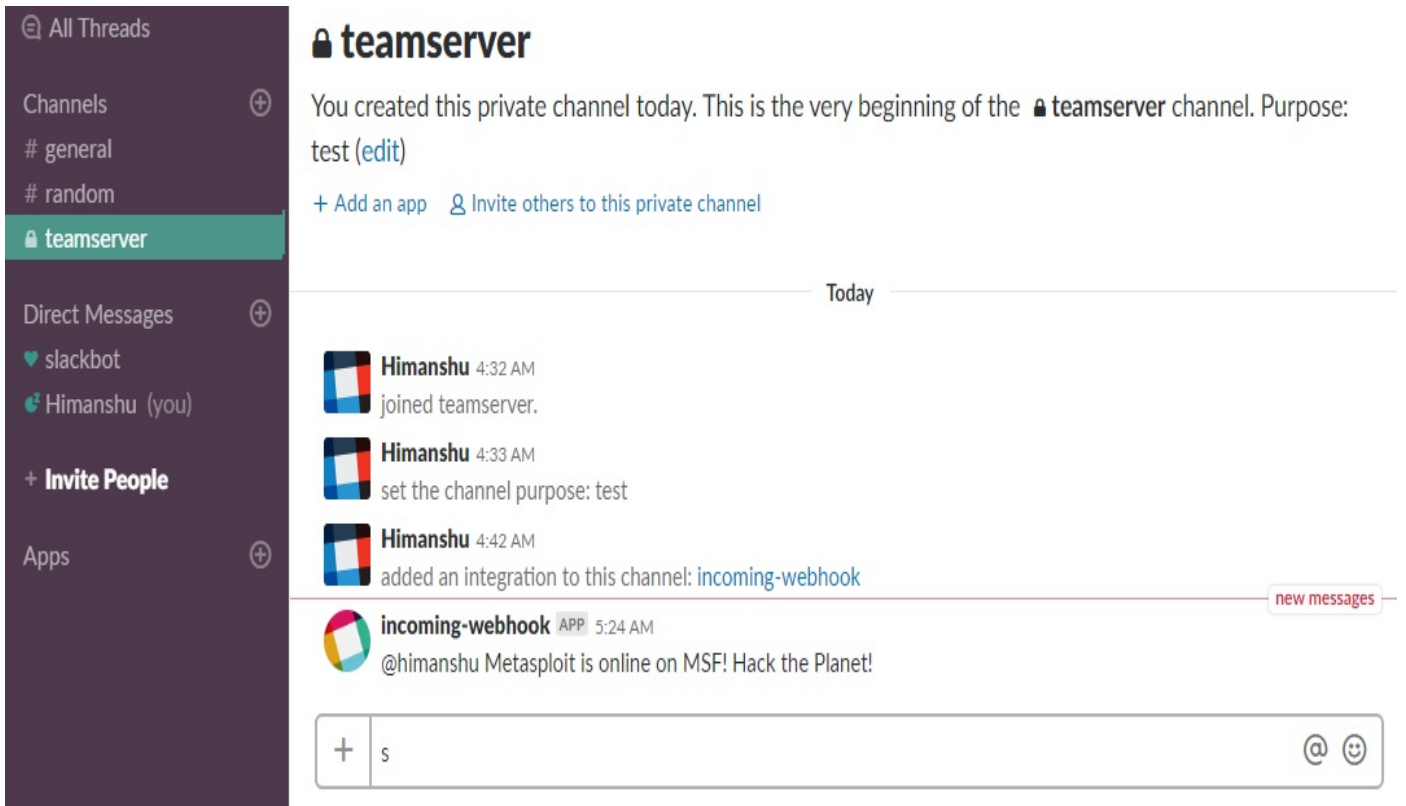 All Threads
Channels
# general
# random
teamserver
Direct Messages
slackbot
Himanshu (you)
+ Invite People
Apps
teamserver
You created this private channel today. This is the very beginning of the teamserver channel. Purpose:
test (edit)
+ Add an app Invite others to this private channel
Today
Himanshu 4:32 AM
joined teamserver.
Himanshu 4:33 AM
set the channel purpose: test
Himanshu 4:42 AM
added an integration to this channel: incoming-webhook
new messages
incoming-webhook APP 5:24 AM
@himanshu Metasploit is online on MSF! Hack the Planet!
+ s @